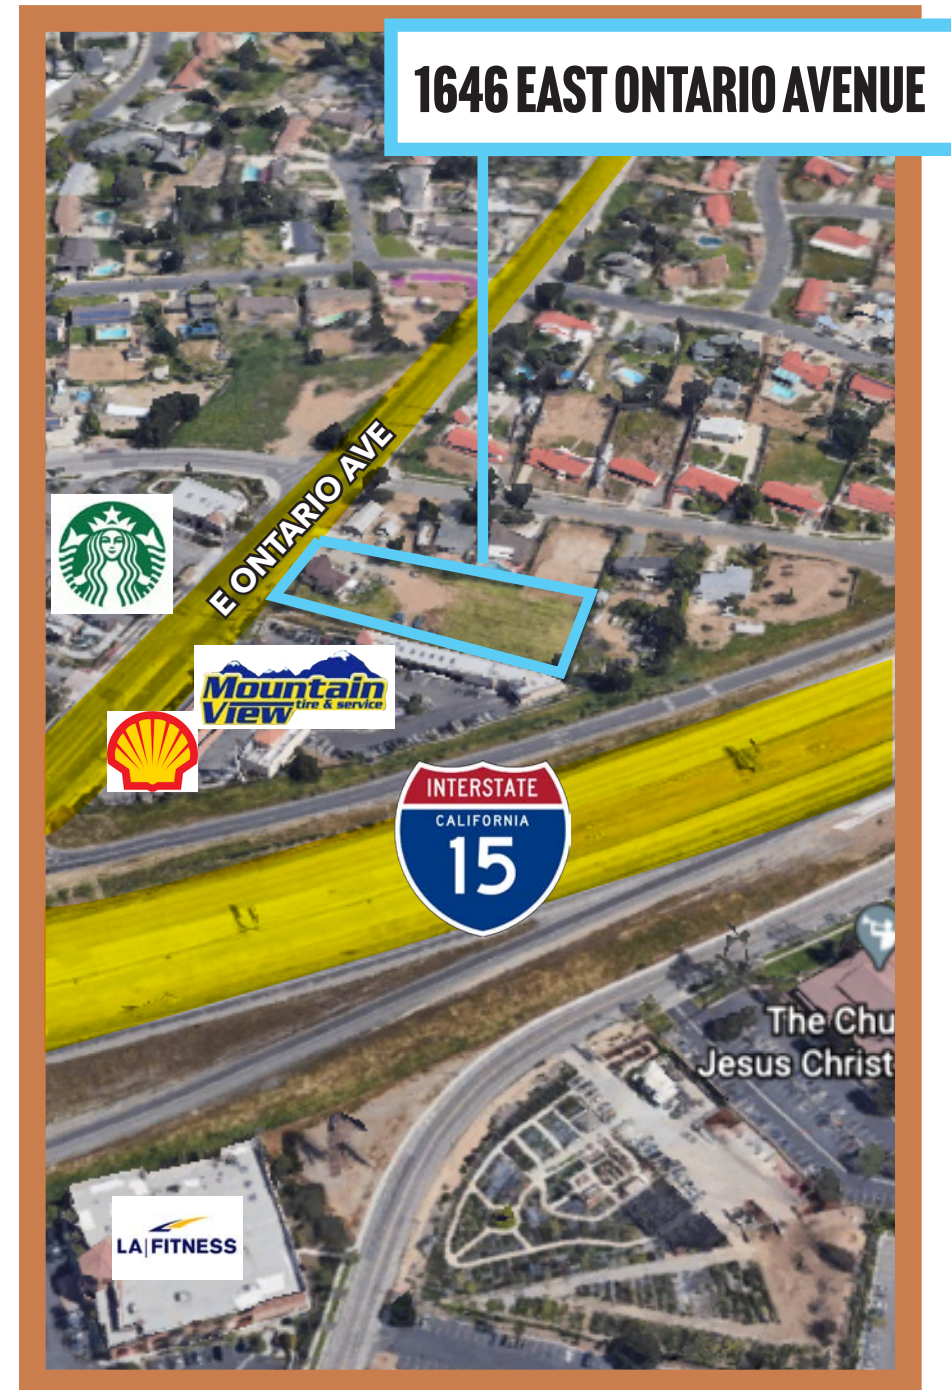 1646 EAST ONTARIO AVENUE
E ONTARIO AVE
Mountain
View tire & service
INTERSTATE
CALIFORNIA
15
The Chu
Jesus Christ
LA|FITNESS